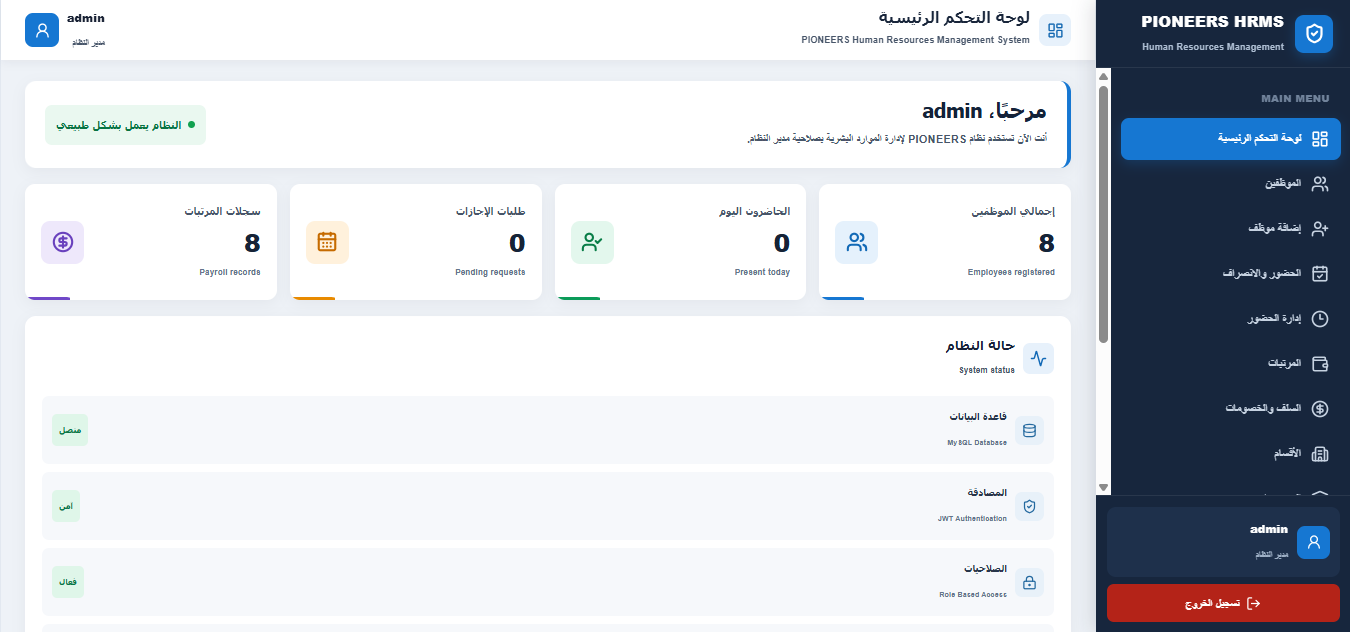 PIONEERS HRMS
Human Resources Management
MAIN MENU
لوحة التحكم الرئيسية
الموظفين
إضافة موظف
الحضور والانصراف
إدارة الحضور
المرتبات
السلف والخصومات
الأقسام
admin
مدير النظام
تسجيل الخروج
لوحة التحكم الرئيسية
PIONEERS Human Resources Management System
admin
مدير النظام
مرحبًا، admin
أنت الآن تستخدم نظام PIONEERS لإدارة الموارد البشرية بصلاحية مدير النظام.
النظام يعمل بشكل طبيعي
إجمالي الموظفين
8
Employees registered
الحاضرون اليوم
0
Present today
طلبات الإجازات
0
Pending requests
سجلات المرتبات
8
Payroll records
حالة النظام
System status
قاعدة البيانات
MySQL Database
متصل
المصادقة
JWT Authentication
آمن
الصلاحيات
Role Based Access
فعال